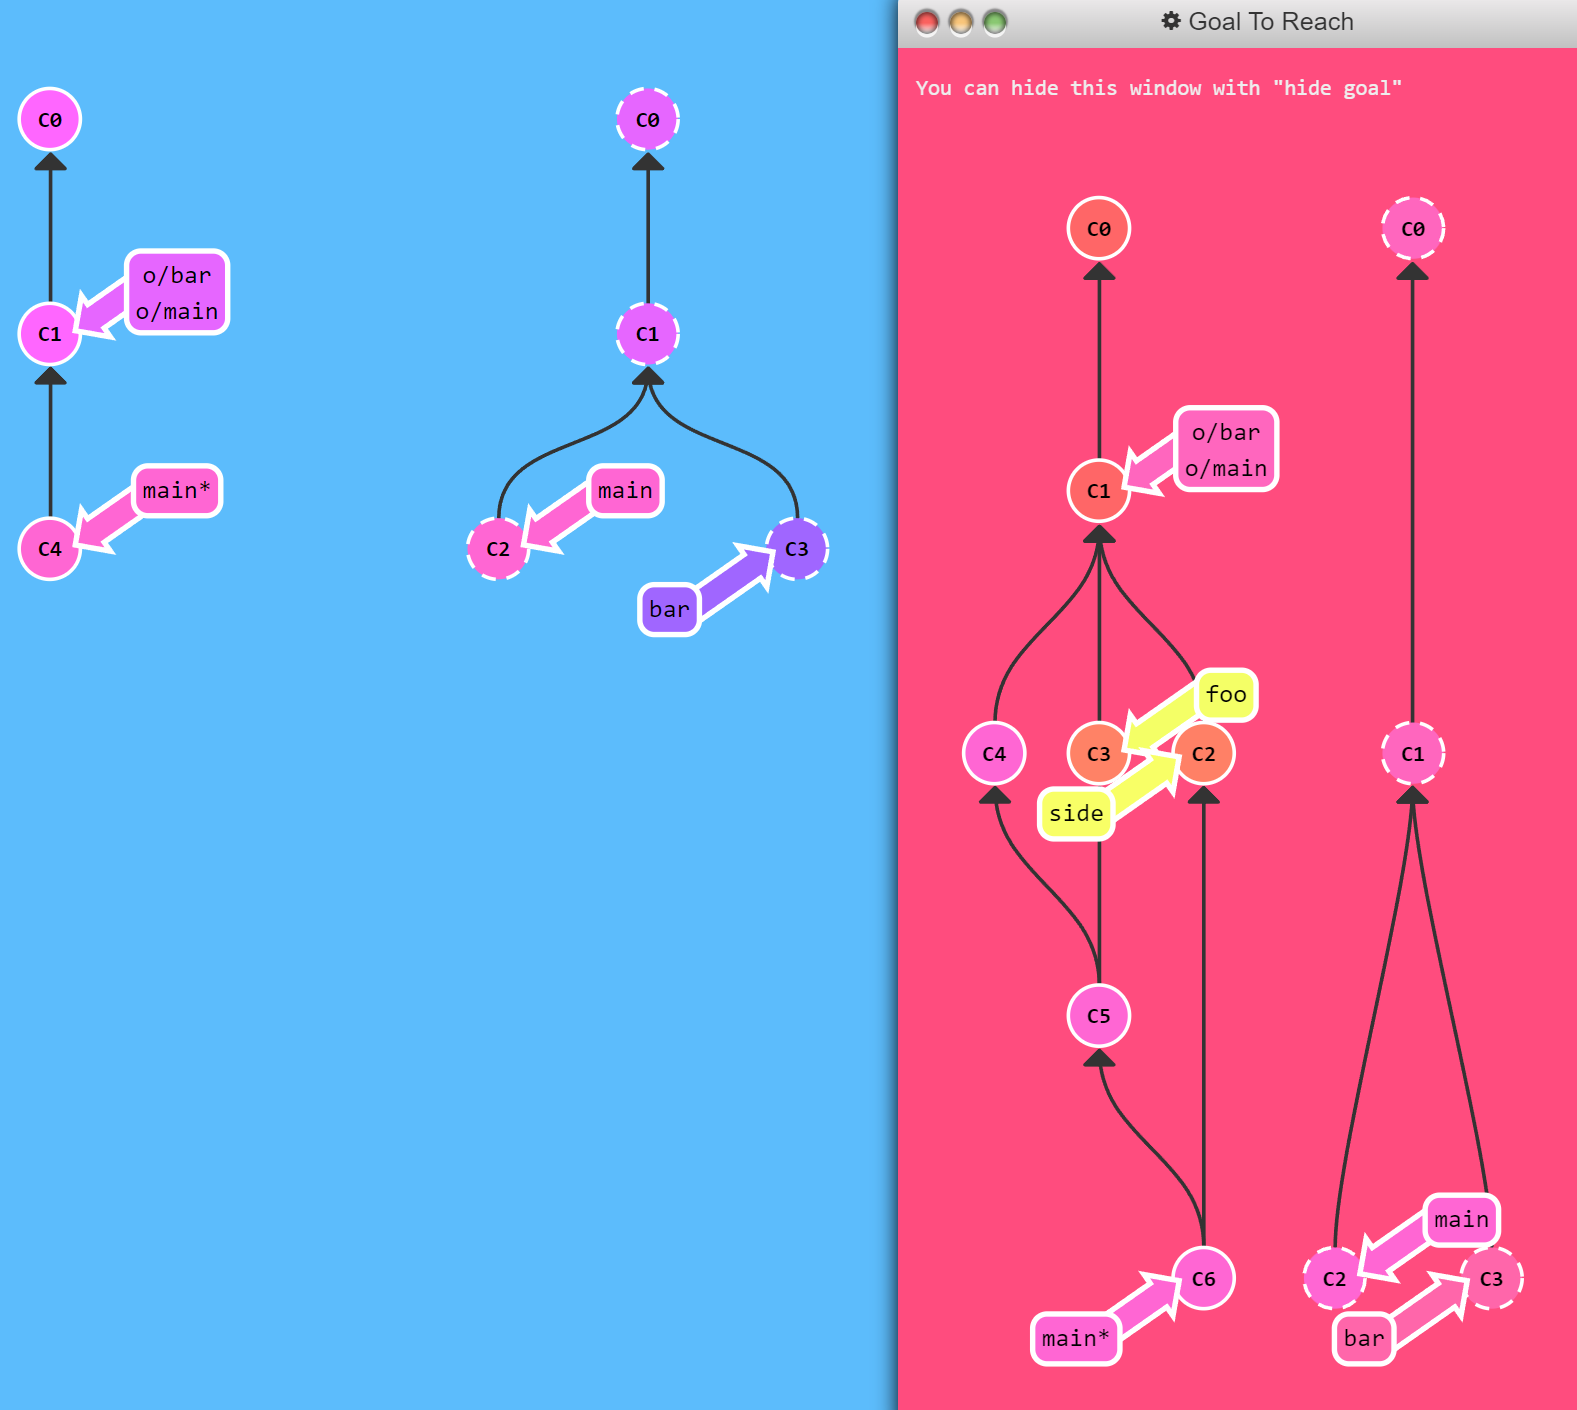 Goal To Reach
You can hide this window with "hide goal"
C0
o/bar
o/main
C1
main*
C4
C0
C1
main
C2
C3
bar
C0
o/bar
o/main
C1
foo
C4
C3
C2
side
C5
C6
main*
C0
C1
main
C2
C3
bar